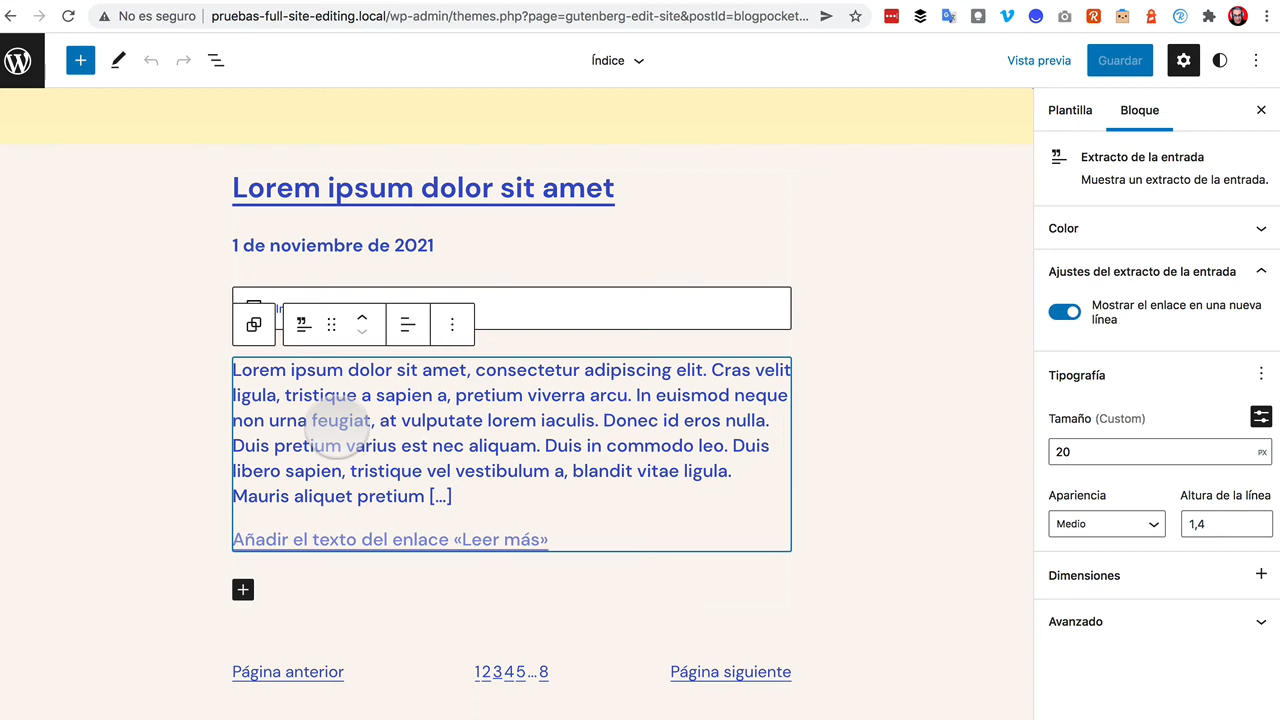 No es seguro
pruebas-full-site-editing.local/wp-admin/themes.php?page=gutenberg-edit-site&postId=blogpocket...
Índice
Vista previa
Guardar
Plantilla
Bloque
Extracto de la entrada
Muestra un extracto de la entrada.
Color
Ajustes del extracto de la entrada
Mostrar el enlace en una nueva
línea
Tipografía
Tamaño (Custom)
20
PX
Apariencia
Altura de la línea
Medio
1,4
Dimensiones
Avanzado
Lorem ipsum dolor sit amet
1 de noviembre de 2021
Lorem ipsum dolor sit amet, consectetur adipiscing elit. Cras velit
ligula, tristique a sapien a, pretium viverra arcu. In euismod neque
non urna feugiat, at vulputate lorem iaculis. Donec id eros nulla.
Duis pretium varius est nec aliquam. Duis in commodo leo. Duis
libero sapien, tristique vel vestibulum a, blandit vitae ligula.
Mauris aliquet pretium [...]
Añadir el texto del enlace «Leer más»
Página anterior
1 2 3 4 5 ... 8
Página siguiente